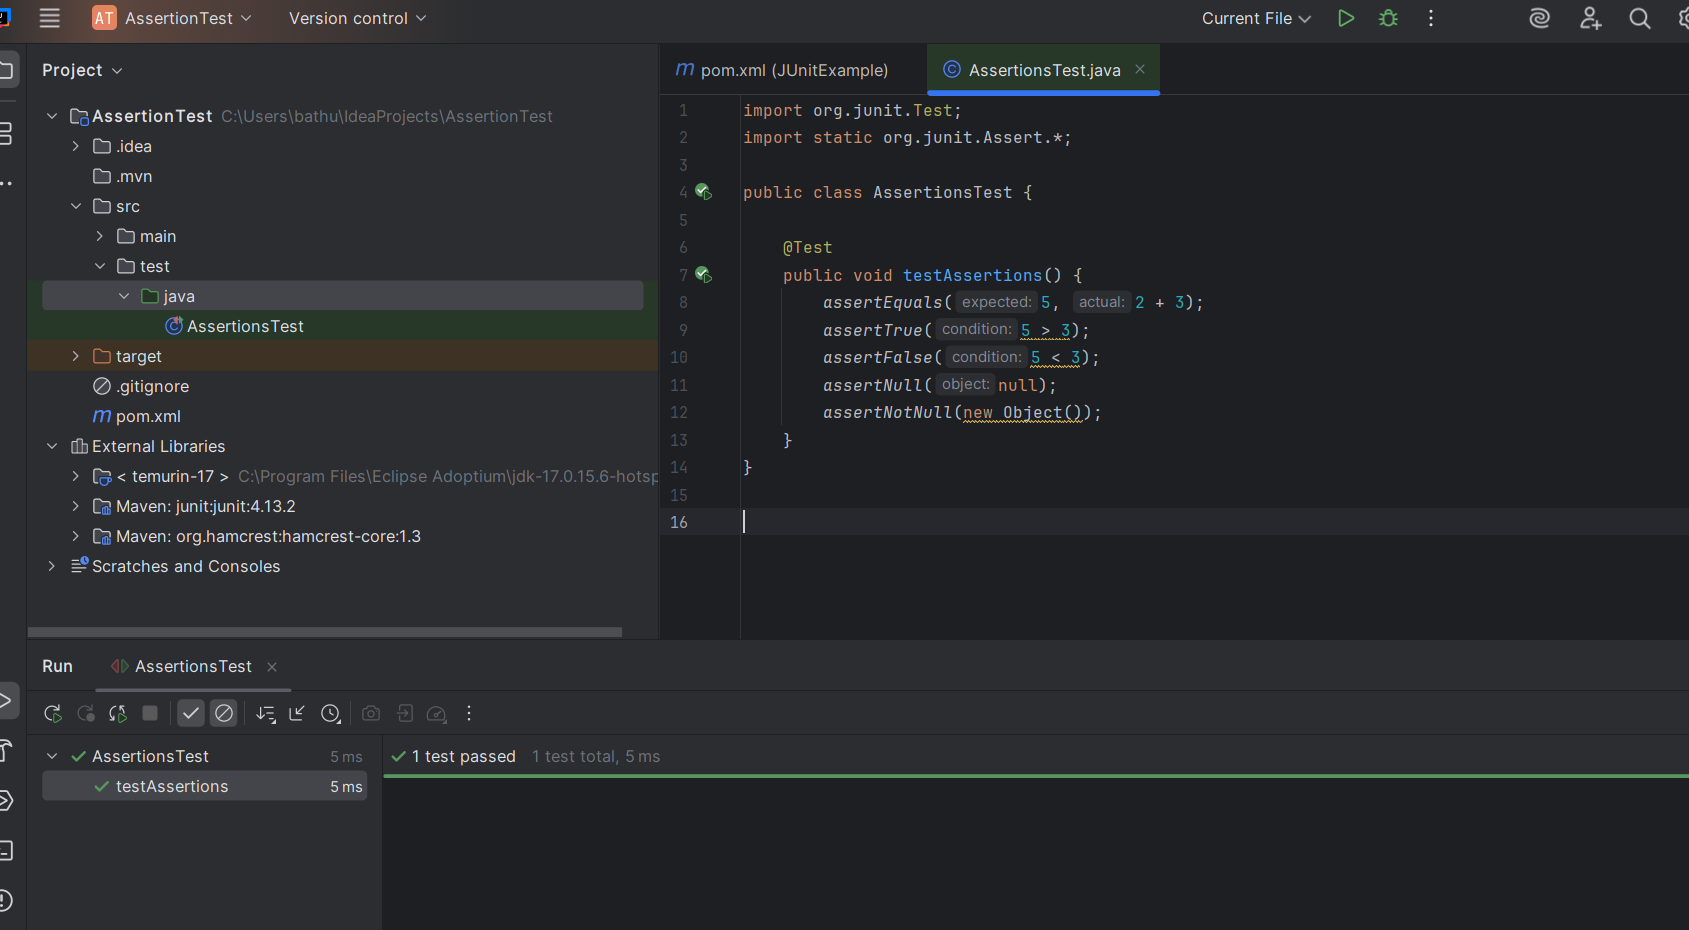 AT AssertionTest Version control Current File
Project
AssertionTest C:\Users\bathu\IdeaProjects\AssertionTest
.idea
.mvn
src
main
test
java
AssertionsTest
target
.gitignore
m pom.xml
External Libraries
< temurin-17 > C:\Program Files\Eclipse Adoptium\jdk-17.0.15.6-hotsp
Maven: junit:junit:4.13.2
Maven: org.hamcrest:hamcrest-core:1.3
Scratches and Consoles
m pom.xml (JUnitExample) AssertionsTest.java
1 import org.junit.Test;
2 import static org.junit.Assert.*;
3
4 public class AssertionsTest {
5
6 @Test
7 public void testAssertions() {
8 assertEquals( expected: 5, actual: 2 + 3);
9 assertTrue( condition: 5 > 3);
10 assertFalse( condition: 5 < 3);
11 assertNull( object: null);
12 assertNotNull(new Object());
13 }
14 }
15
16
Run AssertionsTest
AssertionsTest 5 ms
testAssertions 5 ms
1 test passed 1 test total, 5 ms